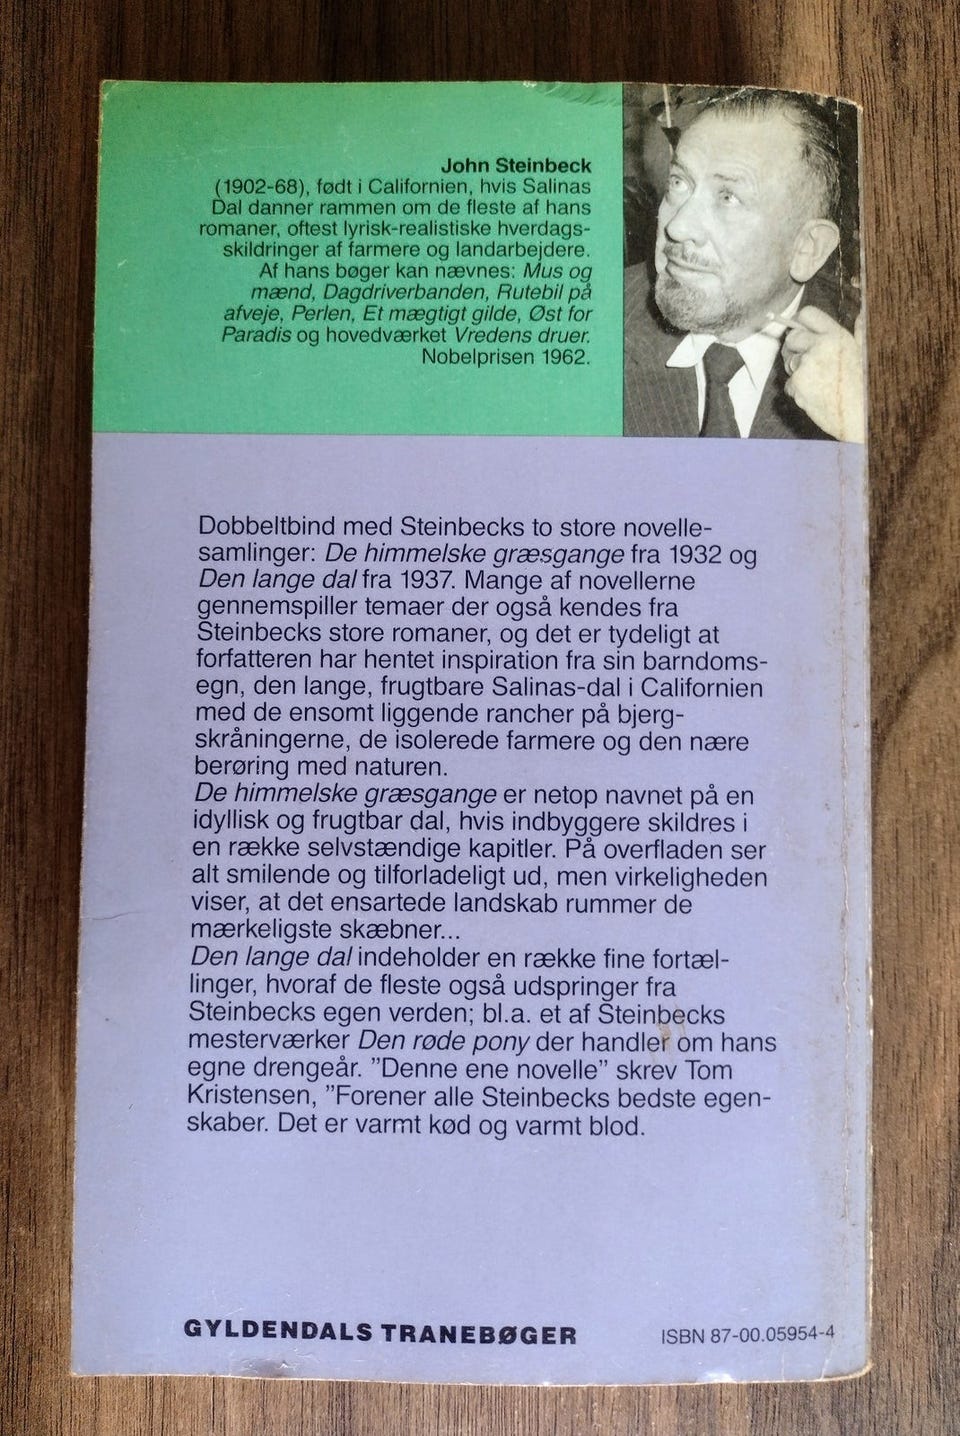 John Steinbeck
(1902-68), født i Californien, hvis Salinas
Dal danner rammen om de fleste af hans
romaner, oftest lyrisk-realistiske hverdags-
skildringer af farmere og landarbejdere.
Af hans bøger kan nævnes: Mus og
mænd, Dagdriverbanden, Rutebil på
afveje, Perlen, Et mægtigt gilde, Øst for
Paradis og hovedværket Vredens druer.
Nobelprisen 1962.
Dobbeltbind med Steinbecks to store novelle-
samlinger: De himmelske græsgange fra 1932 og
Den lange dal fra 1937. Mange af novellerne
gennemspiller temaer der også kendes fra
Steinbecks store romaner, og det er tydeligt at
forfatteren har hentet inspiration fra sin barndoms-
egn, den lange, frugtbare Salinas-dal i Californien
med de ensomt liggende rancher på bjerg-
skråningerne, de isolerede farmere og den nære
berøring med naturen.
De himmelske græsgange er netop navnet på en
idyllisk og frugtbar dal, hvis indbyggere skildres i
en række selvstændige kapitler. På overfladen ser
alt smilende og tilforladeligt ud, men virkeligheden
viser, at det ensartede landskab rummer de
mærkeligste skæbner...
Den lange dal indeholder en række fine fortæl-
linger, hvoraf de fleste også udspringer fra
Steinbecks egen verden; bl.a. et af Steinbecks
mesterværker Den røde pony der handler om hans
egne drengeår. ”Denne ene novelle” skrev Tom
Kristensen, ”Forener alle Steinbecks bedste egen-
skaber. Det er varmt kød og varmt blod.
GYLDENDALS TRANEBØGER
ISBN 87-00.05954-4